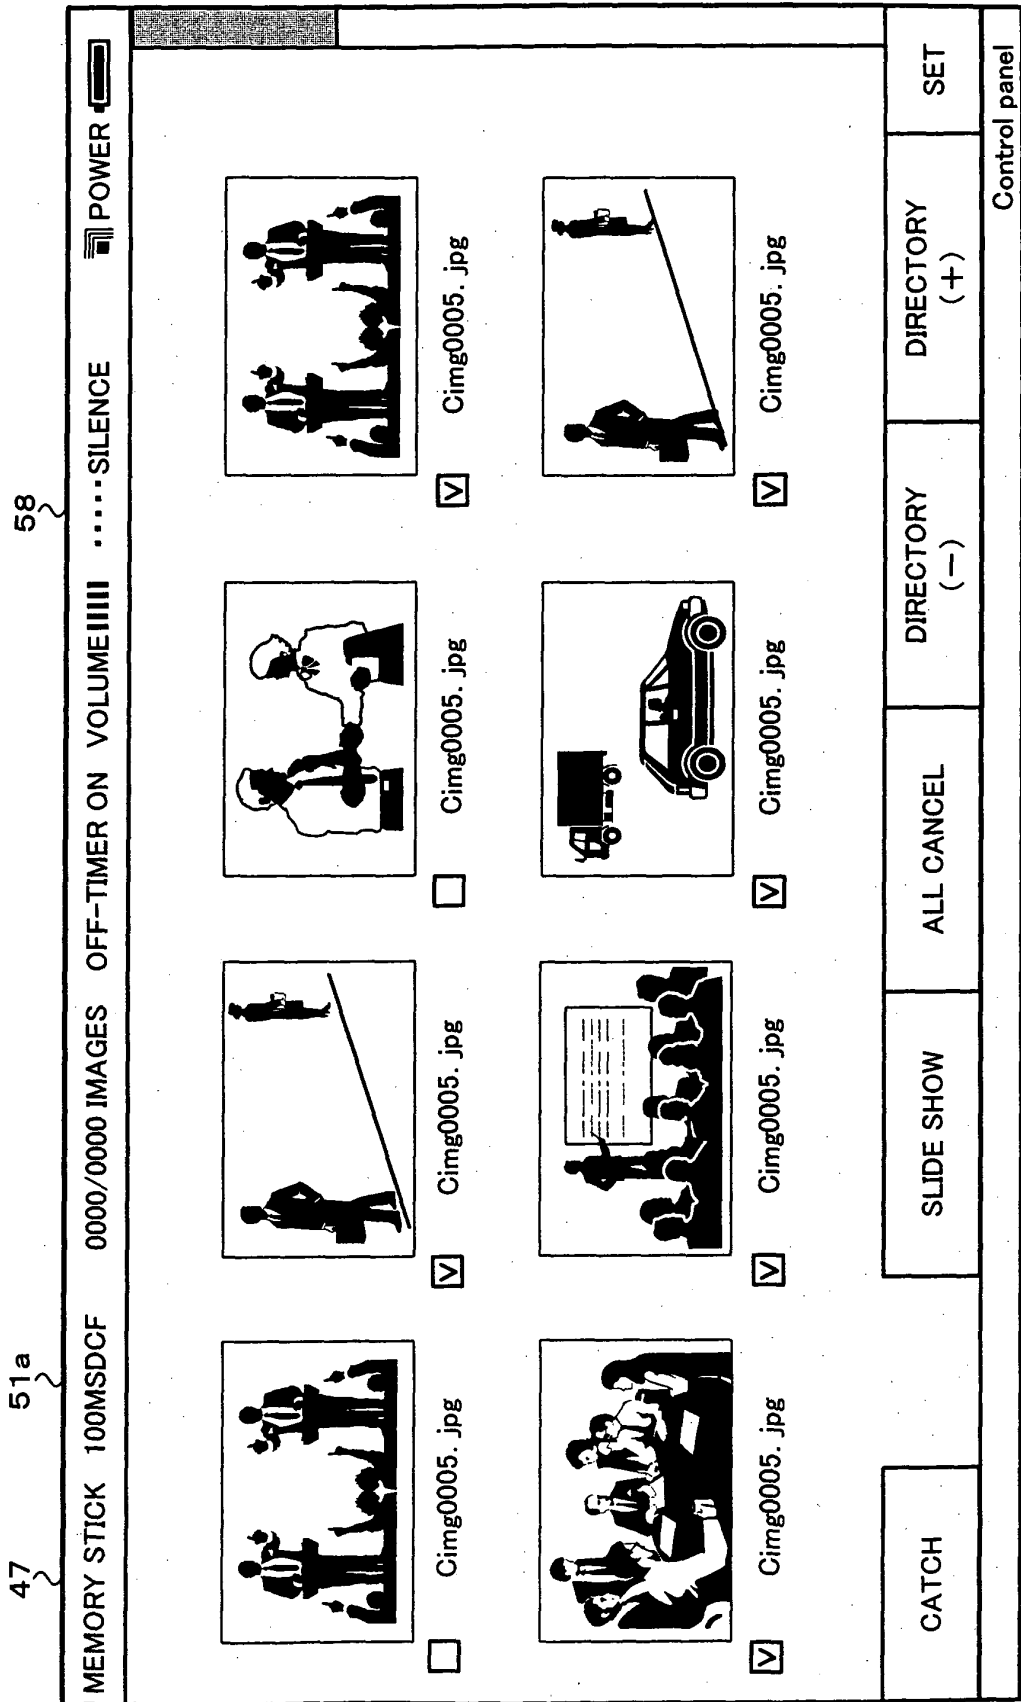 47 51a 58
MEMORY STICK 100MSDCF 0000/0000 IMAGES OFF-TIMER ON VOLUME ·····SILENCE POWER
Cimg0005. jpg Cimg0005. jpg Cimg0005. jpg Cimg0005. jpg
Cimg0005. jpg Cimg0005. jpg Cimg0005. jpg Cimg0005. jpg
CATCH SLIDE SHOW ALL CANCEL DIRECTORY DIRECTORY SET
(−) (+)
Control panel